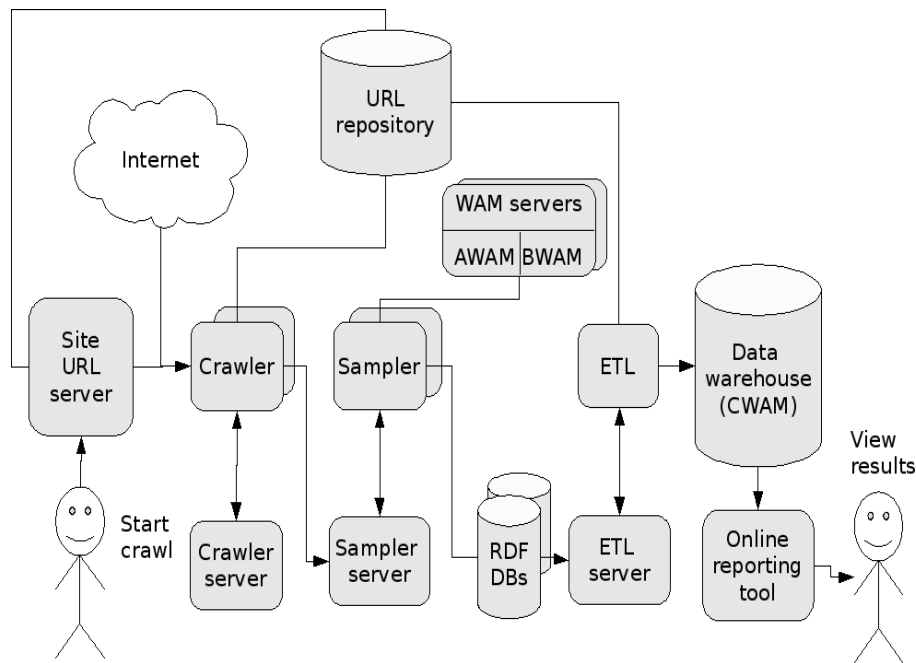 URL
repository
Internet
WAM servers
AWAM BWAM
Site
URL
server
Crawler
Sampler
ETL
Data
warehouse
(CWAM)
View
results
Start
crawl
Crawler
server
Sampler
server
RDF
DBs
ETL
server
Online
reporting
tool